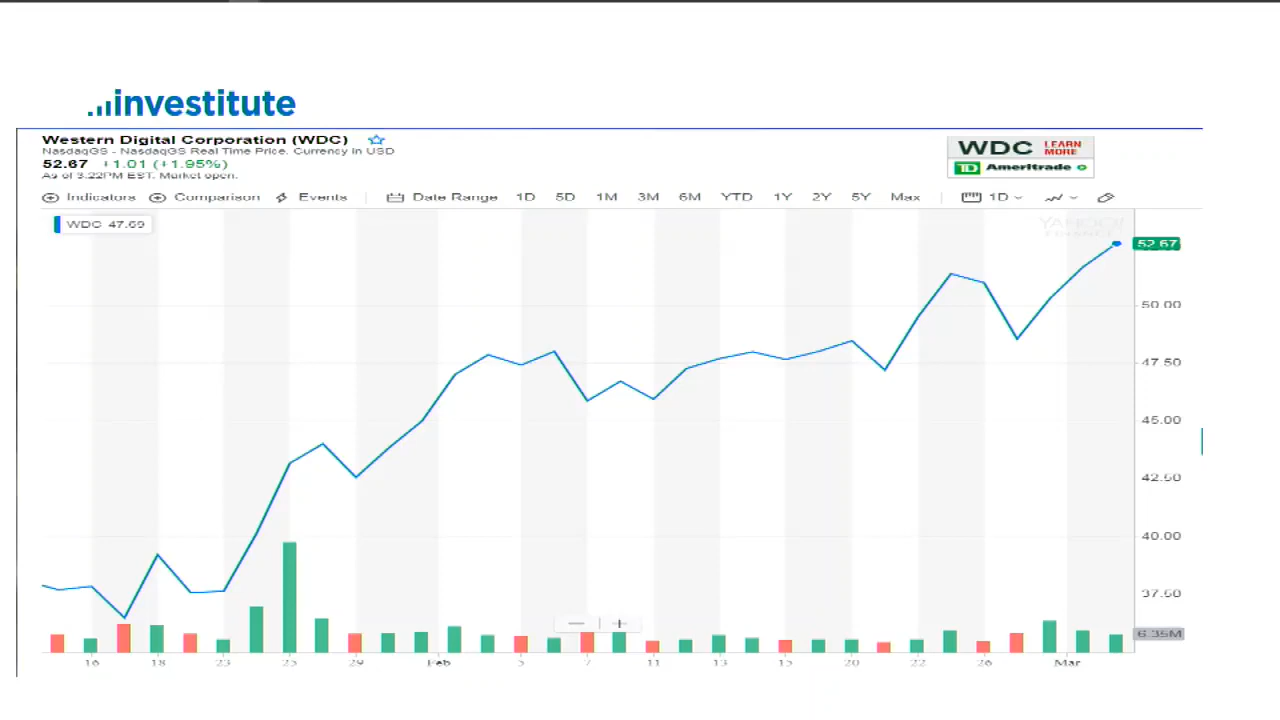 investitute
Western Digital Corporation (WDC)
NasdaqGS - NasdaqGS Real Time Price. Currency in USD
52.67 +1.01 (+1.95%)
As of 3:22PM EST. Market open.
WDC LEARN MORE
TD Ameritrade
Indicators Comparison Events Date Range 1D 5D 1M 3M 6M YTD 1Y 2Y 5Y Max 1D
WDC 47.69
YAHOO!
FINANCE
52.67
50.00
47.50
45.00
42.50
40.00
37.50
6.35M
16 18 23 25 29 Feb 5 7 11 13 15 20 22 26 Mar